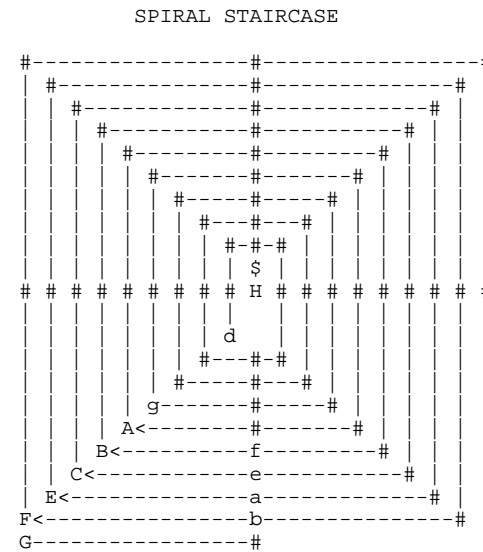 SPIRAL STAIRCASE
#-----------------#-----------------#
| #---------------#---------------#
| | #-------------#-------------# |
| | | #-----------#-----------# | |
| | | | #---------#---------# | | |
| | | | | #-------#-------# | | | |
| | | | | | #-----#-----# | | | | |
| | | | | | | #---#---# | | | | | |
| | | | | | | | #-#-# | | | | | | |
| | | | | | | | | $ | | | | | | | |
# # # # # # # # # H # # # # # # # # #
| | | | | | | | |   | | | | | | | |
| | | | | | | | d   | | | | | | | |
| | | | | | | #---#-# | | | | | | |
| | | | | | #-----#---# | | | | | |
| | | | | g-------#-----# | | | | |
| | | | A<--------#-------# | | | |
| | | B<----------f---------# | | |
| | C<------------e-----------# | |
| E<--------------a-------------# |
F<----------------b---------------#
G-----------------#